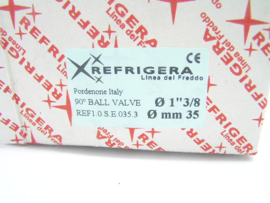 CE
REFRIGERA
Linea del Freddo
Pordenone Italy
90° BALL VALVE Ø 1"3/8
REF1.0.S.E.035.3 Ø mm 35
REFRIGERA